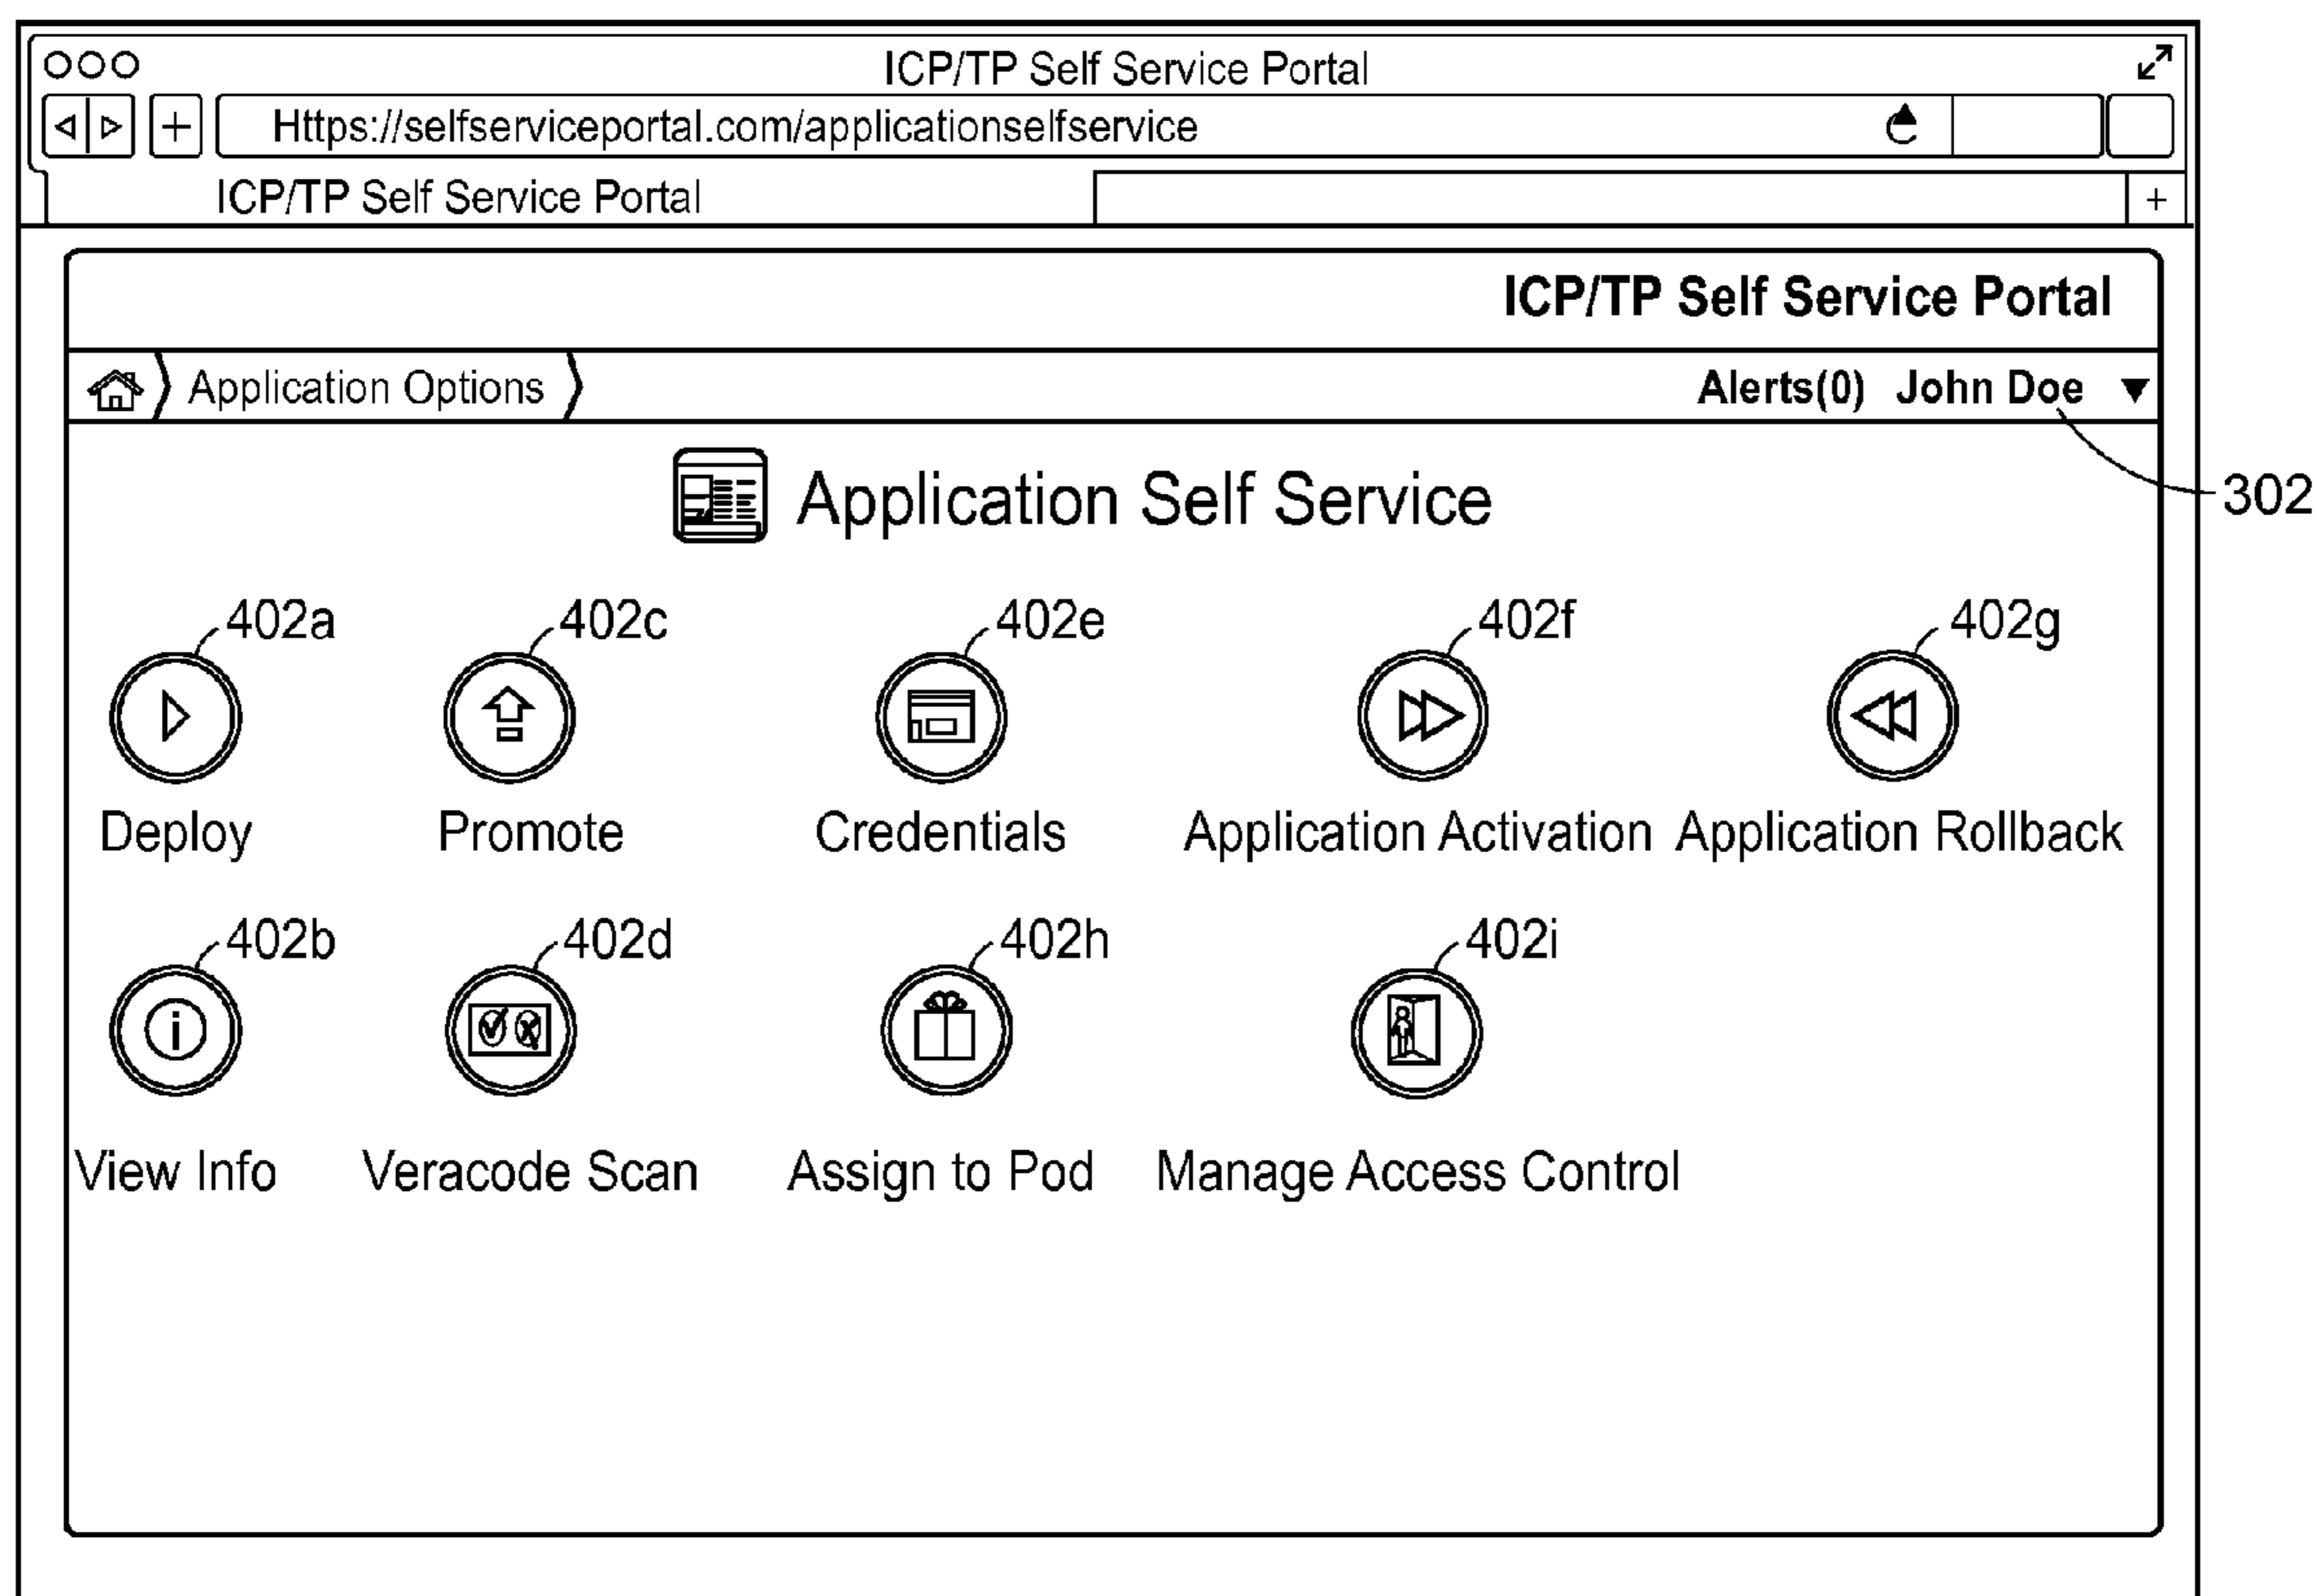 ICP/TP Self Service Portal
Https://selfserviceportal.com/applicationselfservice
ICP/TP Self Service Portal
ICP/TP Self Service Portal
Application Options Alerts(0) John Doe
302
Application Self Service
402a 402c 402e 402f 402g
Deploy Promote Credentials Application Activation Application Rollback
402b 402d 402h 402i
View Info Veracode Scan Assign to Pod Manage Access Control